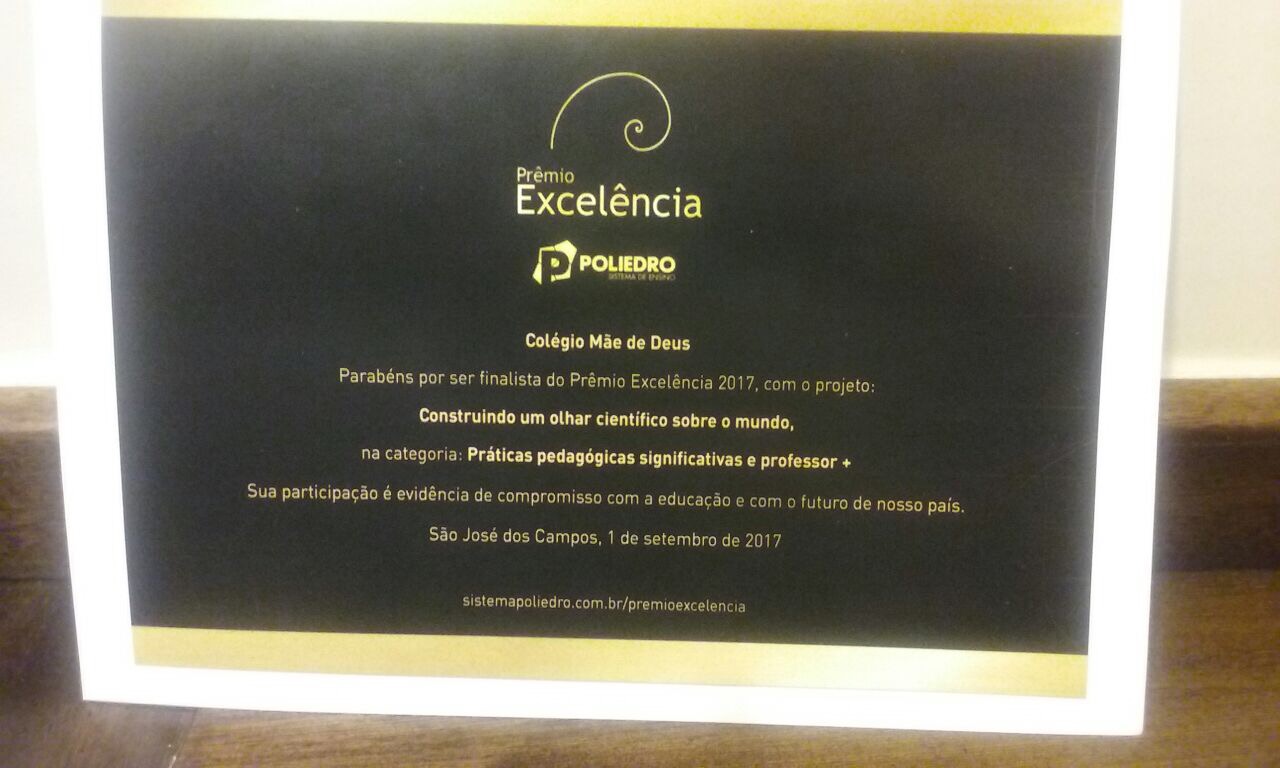 Prêmio
Excelência
P POLIEDRO
SISTEMA DE ENSINO
Colégio Mãe de Deus
Parabéns por ser finalista do Prêmio Excelência 2017, com o projeto:
Construindo um olhar científico sobre o mundo,
na categoria: Práticas pedagógicas significativas e professor +
Sua participação é evidência de compromisso com a educação e com o futuro de nosso país.
São José dos Campos, 1 de setembro de 2017
sistemapoliedro.com.br/premioexcelencia